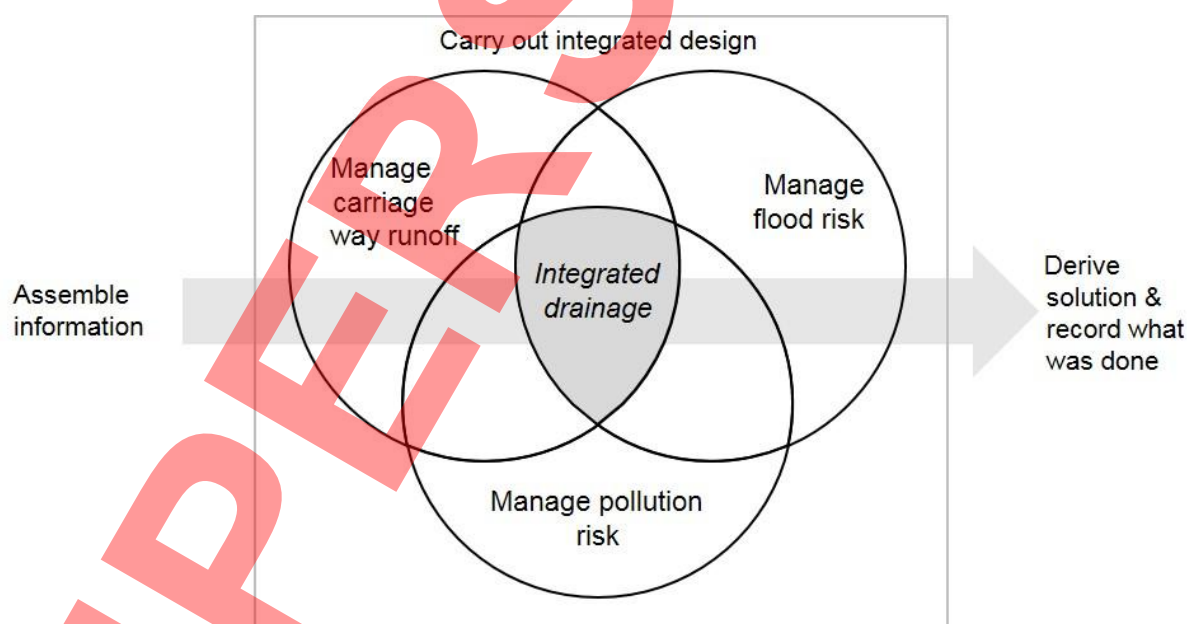 Carry out integrated design
Manage
carriage
way runoff
Manage
flood risk
Assemble
information
Integrated
drainage
Derive
solution &
record what
was done
Manage pollution
risk
PERS